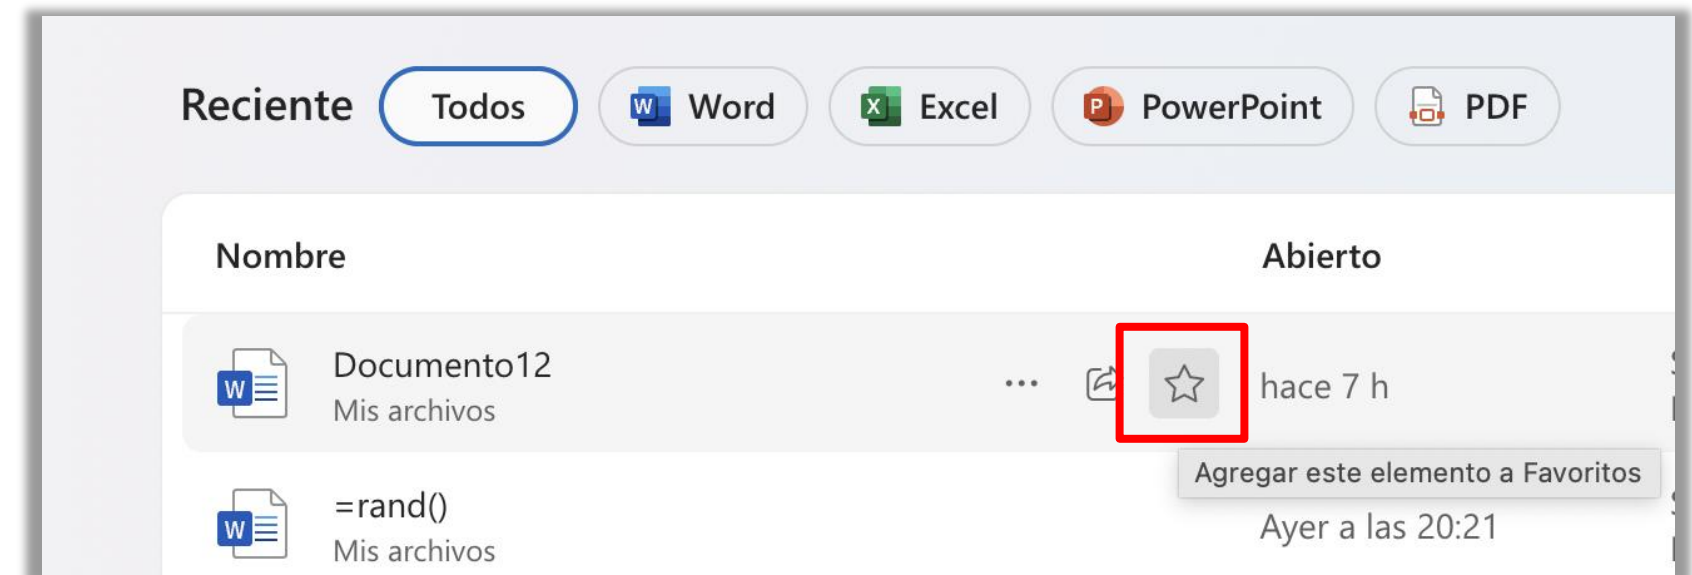 Reciente Todos Word Excel PowerPoint PDF
Nombre Abierto
Documento12 hace 7 h
Mis archivos
Agregar este elemento a Favoritos
=rand() Ayer a las 20:21
Mis archivos